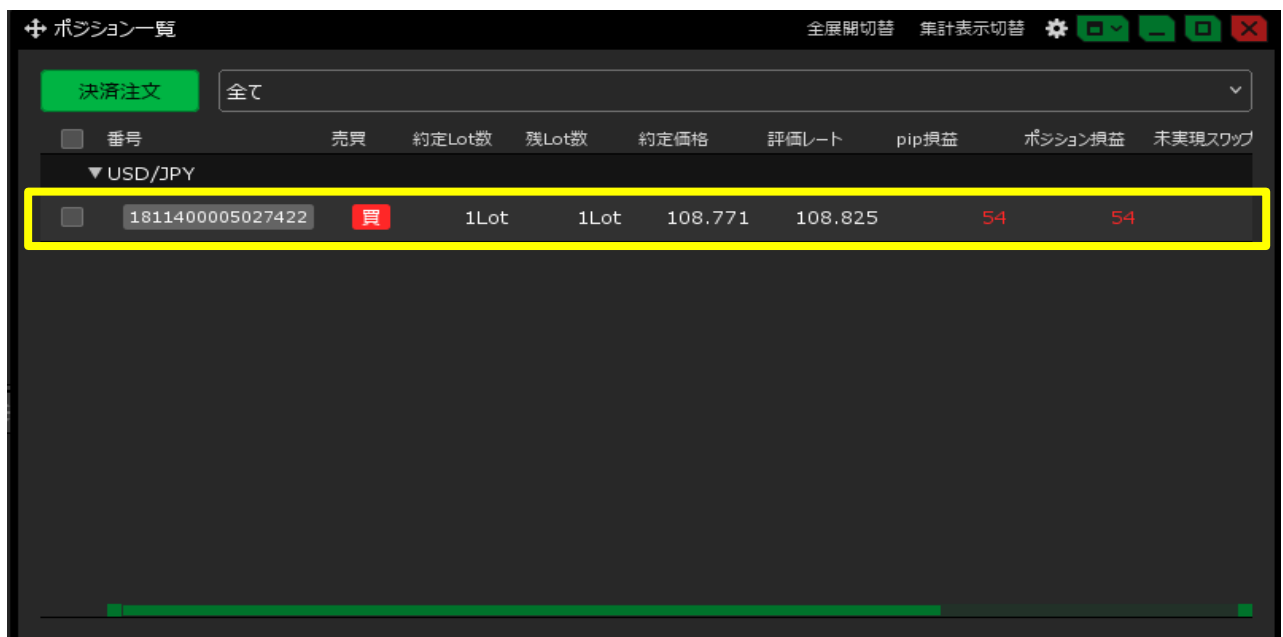 ポジション一覧 全展開切替 集計表示切替
決済注文 全て
番号 売買 約定Lot数 残Lot数 約定価格 評価レート pip損益 ポジション損益 未実現スワップ
▼USD/JPY
1811400005027422 買 1Lot 1Lot 108.771 108.825 54 54